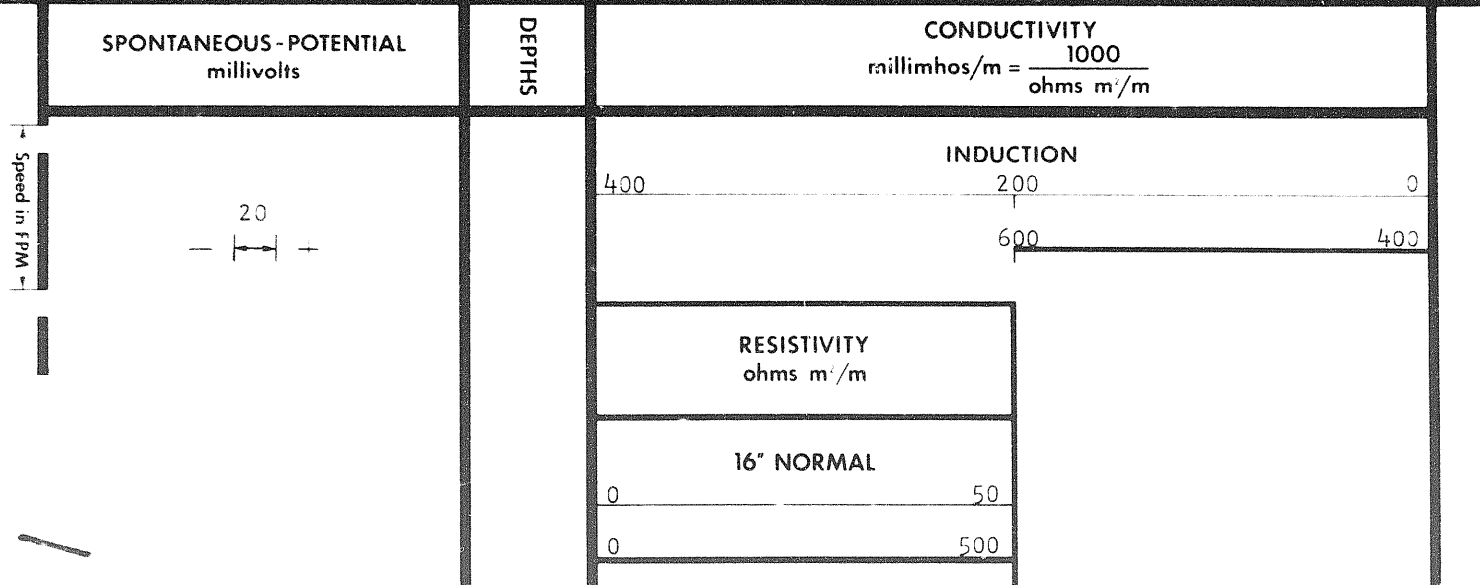 SPONTANEOUS-POTENTIAL
millivolts
DEPTHS
CONDUCTIVITY
millimhos/m = 1000
ohms m²/m
Speed in FPM
20
- +
INDUCTION
400 200 0
600 400
RESISTIVITY
ohms m²/m
16" NORMAL
0 50
0 500